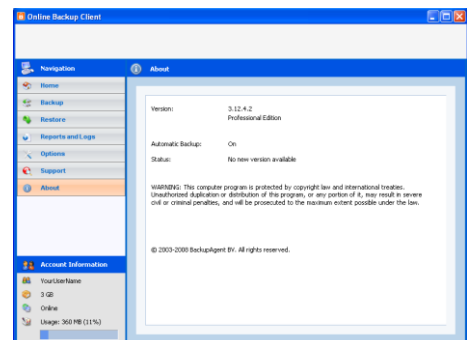 Online Backup Client
Navigation
Home
Backup
Restore
Reports and Logs
Options
Support
About
Account Information
YourUserName
3 GB
Online
Usage: 360 MB (11%)
About
Version: 3.12.4.2
Professional Edition
Automatic Backup: On
Status: No new version available
WARNING: This computer program is protected by copyright law and international treaties.
Unauthorized duplication or distribution of this program, or any portion of it, may result in severe
civil or criminal penalties, and will be prosecuted to the maximum extent possible under the law.
© 2003-2008 BackupAgent BV. All rights reserved.